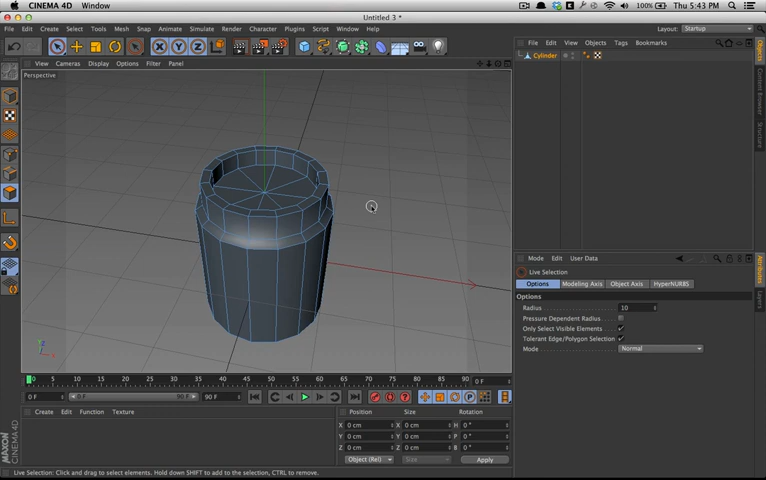 CINEMA 4D Window 100% Thu 5:43 PM
Untitled 3 *
File Edit Create Select Tools Mesh Snap Animate Simulate Render Plugins Script Window Help Layout: Startup
X Y Z
View Cameras Display Options Filter Panel
File Edit View Objects Tags Bookmarks
Perspective
Cylinder
Objects
Content Browser
Structure
Mode Edit User Data
Live Selection
Options Modeling Axis Object Axis HyperNURBS
Options
Radius 10
Pressure Dependent Radius
Only Select Visible Elements
Tolerant Edge/Polygon Selection
Mode Normal
Attributes
Layers
Y Z
X
0 5 10 15 20 25 30 35 40 45 50 55 60 65 70 75 80 85 90 0 F
0 F 0 F 90 F 90 F
Create Edit Function Texture
Position Size Rotation
X 0 cm X 0 cm H 0 °
Y 0 cm Y 0 cm P 0 °
Z 0 cm Z 0 cm B 0 °
Object (Rel) Size Apply
MAXON CINEMA 4D
Live Selection: Click and drag to select elements. Hold down SHIFT to add to the selection, CTRL to remove.